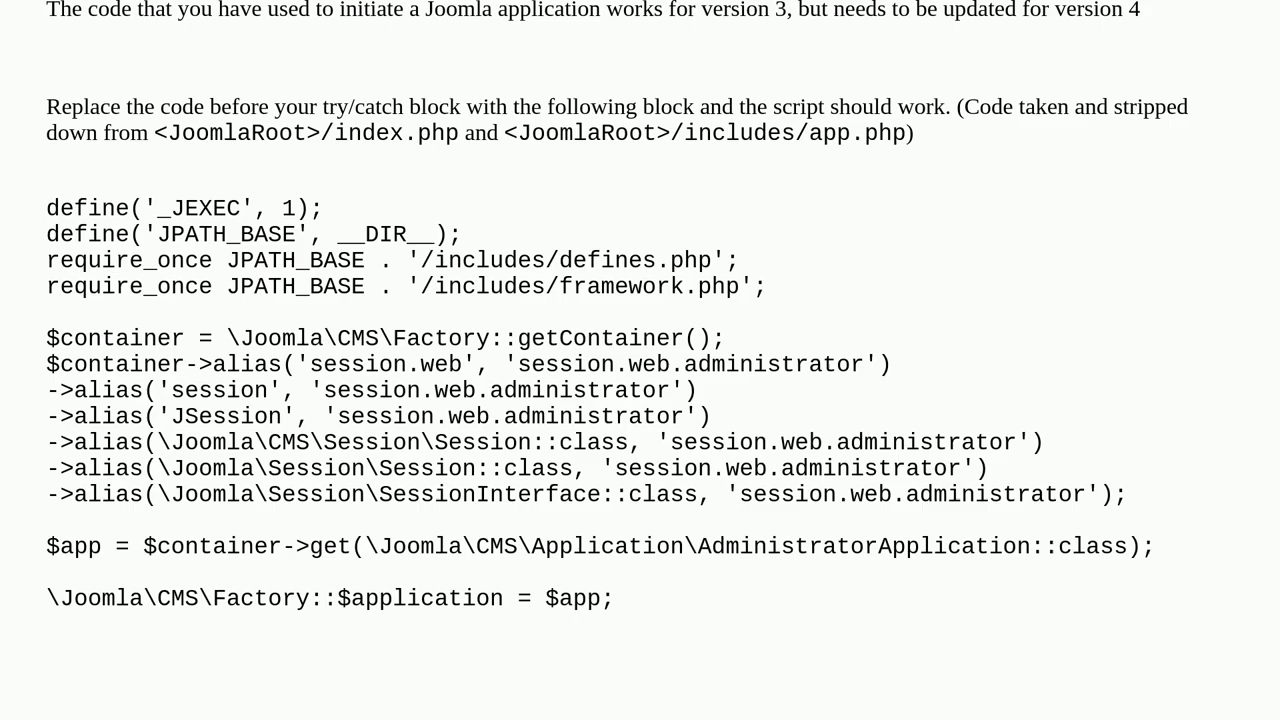 The code that you have used to initiate a Joomla application works for version 3, but needs to be updated for version 4
Replace the code before your try/catch block with the following block and the script should work. (Code taken and stripped
down from <JoomlaRoot>/index.php and <JoomlaRoot>/includes/app.php)
define('_JEXEC', 1);
define('JPATH_BASE', __DIR__);
require_once JPATH_BASE . '/includes/defines.php';
require_once JPATH_BASE . '/includes/framework.php';
$container = \Joomla\CMS\Factory::getContainer();
$container->alias('session.web', 'session.web.administrator')
->alias('session', 'session.web.administrator')
->alias('JSession', 'session.web.administrator')
->alias(\Joomla\CMS\Session\Session::class, 'session.web.administrator')
->alias(\Joomla\Session\Session::class, 'session.web.administrator')
->alias(\Joomla\Session\SessionInterface::class, 'session.web.administrator');
$app = $container->get(\Joomla\CMS\Application\AdministratorApplication::class);
\Joomla\CMS\Factory::$application = $app;